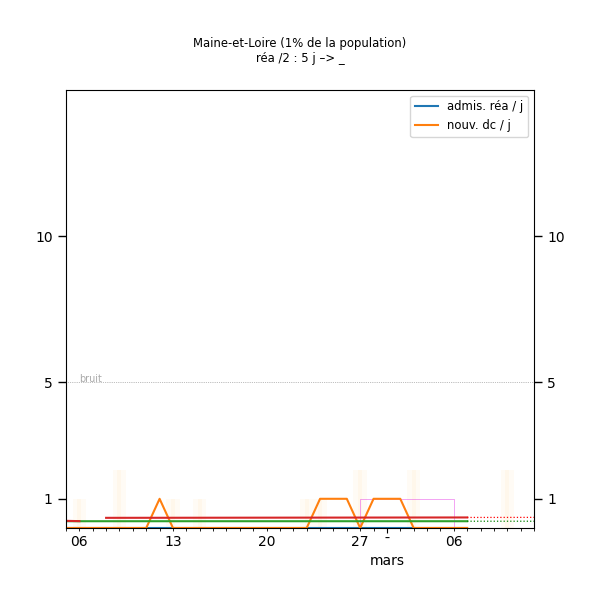 Maine-et-Loire (1% de la population)
réa /2 : 5 j –> _
admis. réa / j
nouv. dc / j
10
10
bruit
5
5
1
1
06
13
20
27
-
06
mars